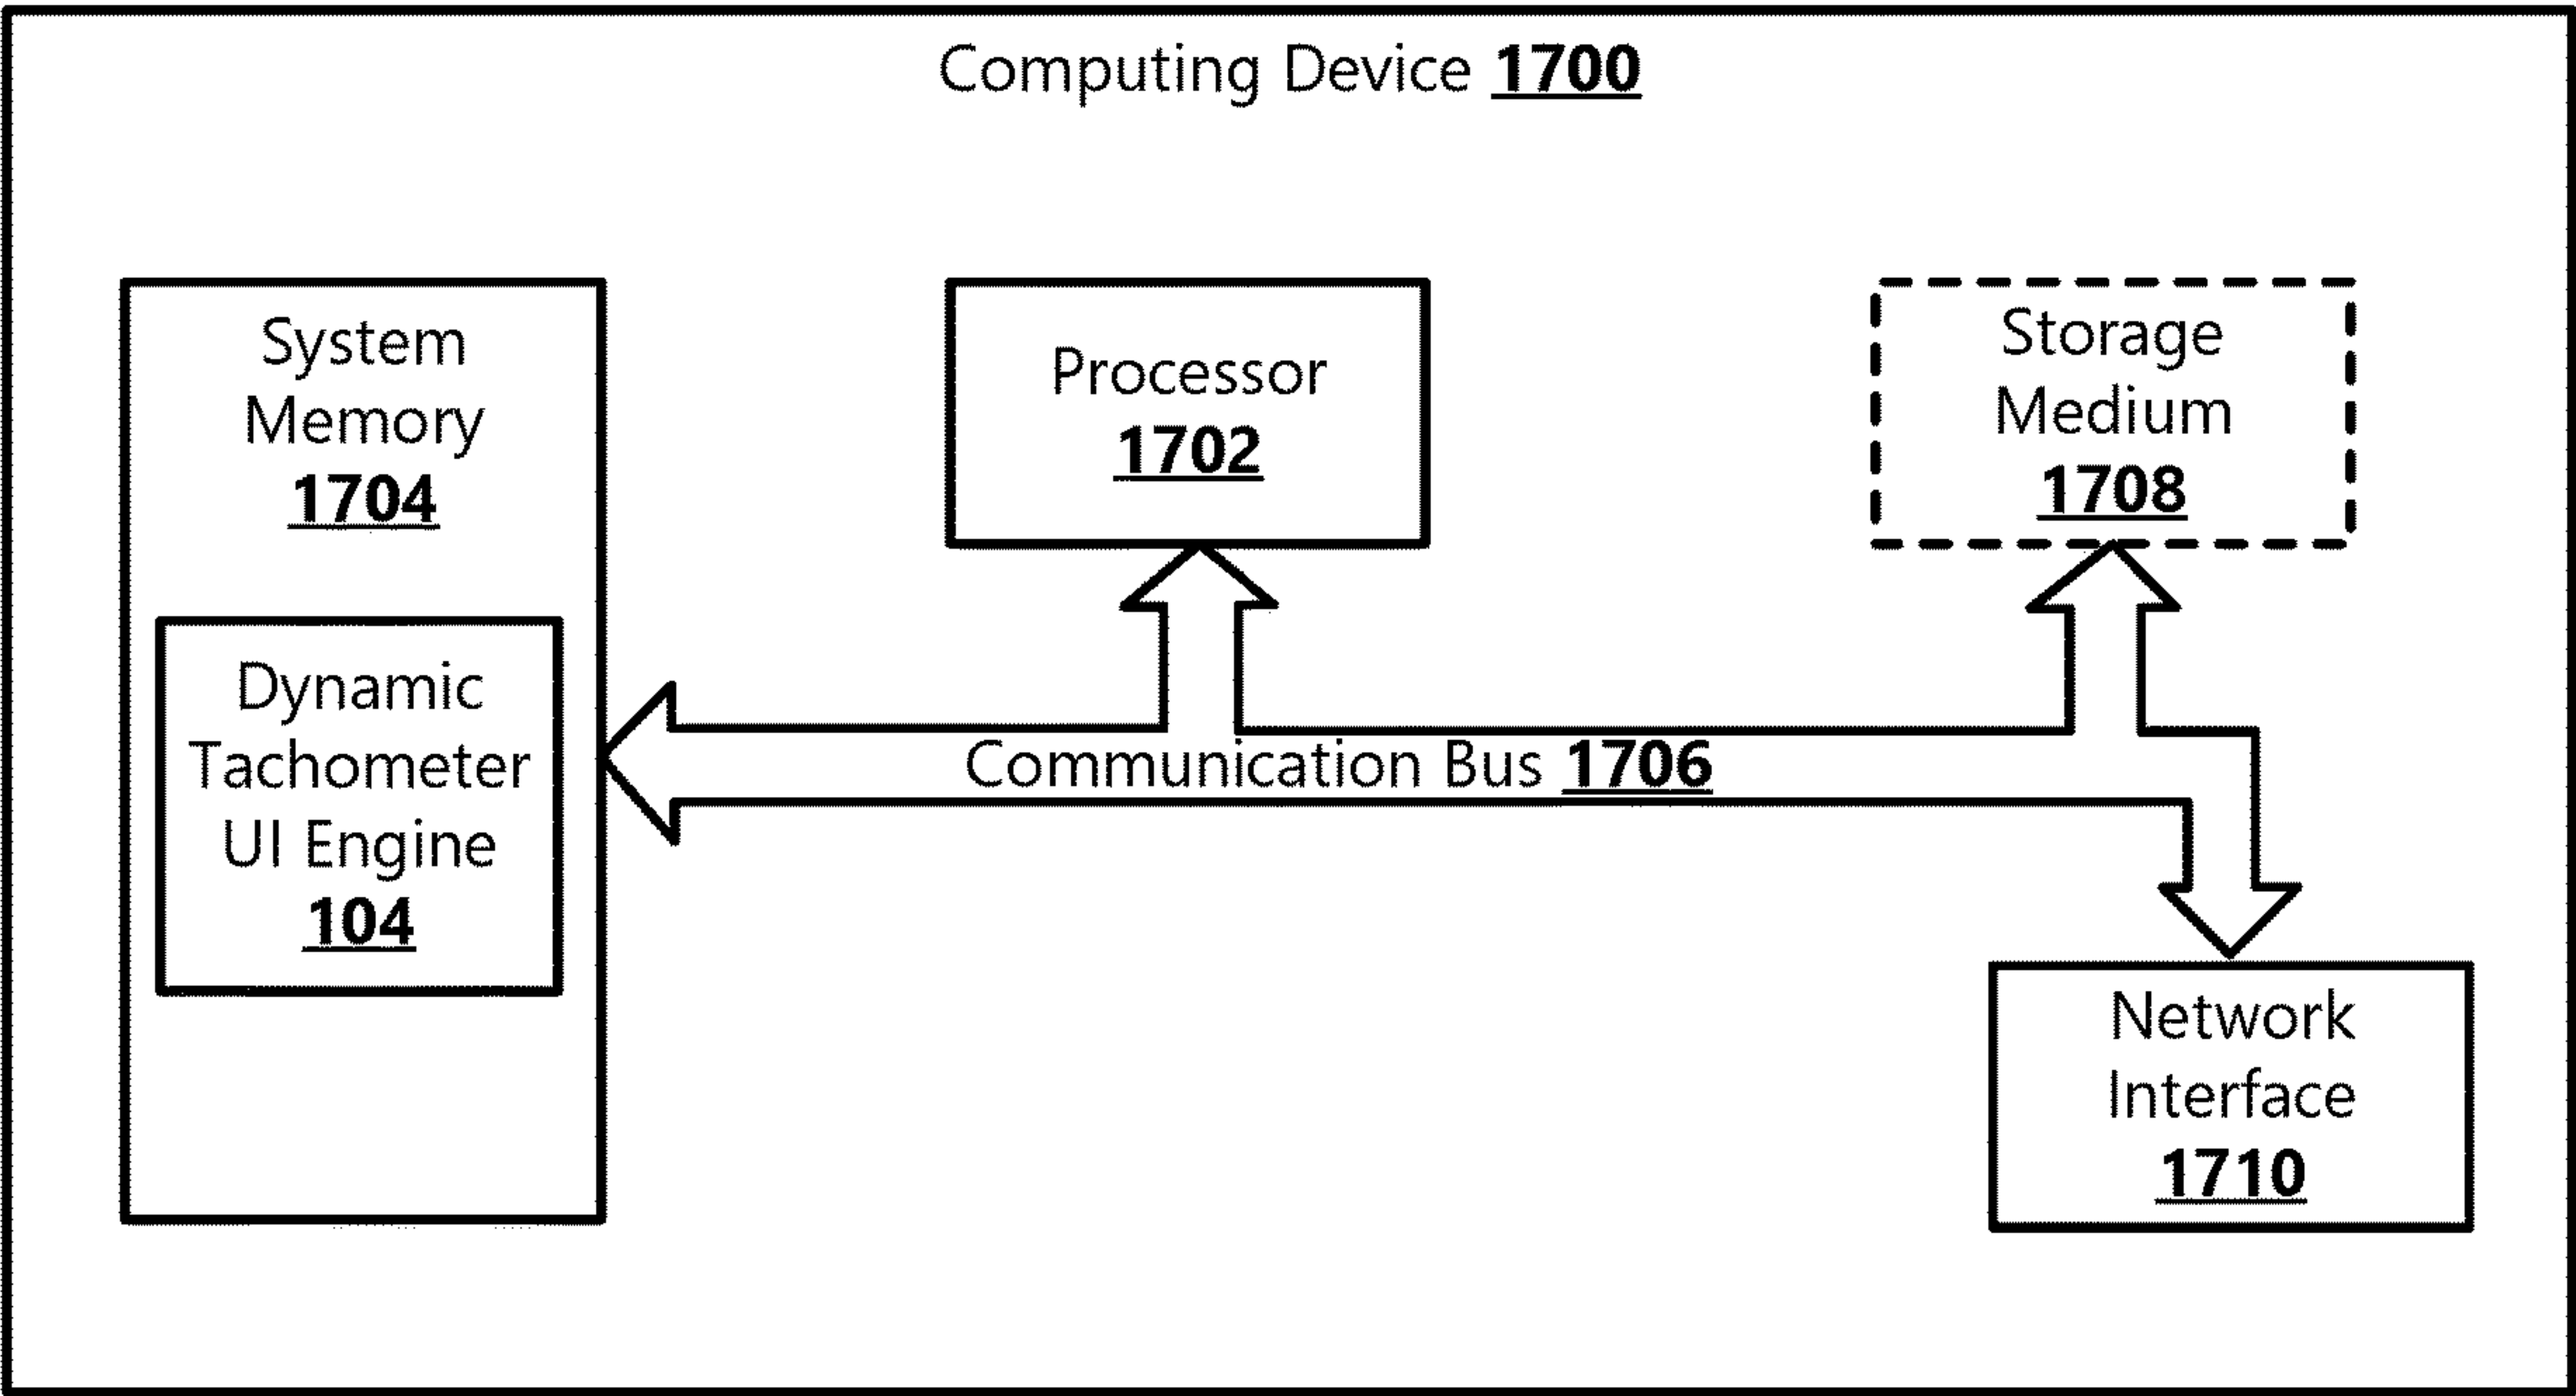 Computing Device 1700
System
Memory
1704
Dynamic
Tachometer
UI Engine
104
Processor
1702
Storage
Medium
1708
Communication Bus 1706
Network
Interface
1710